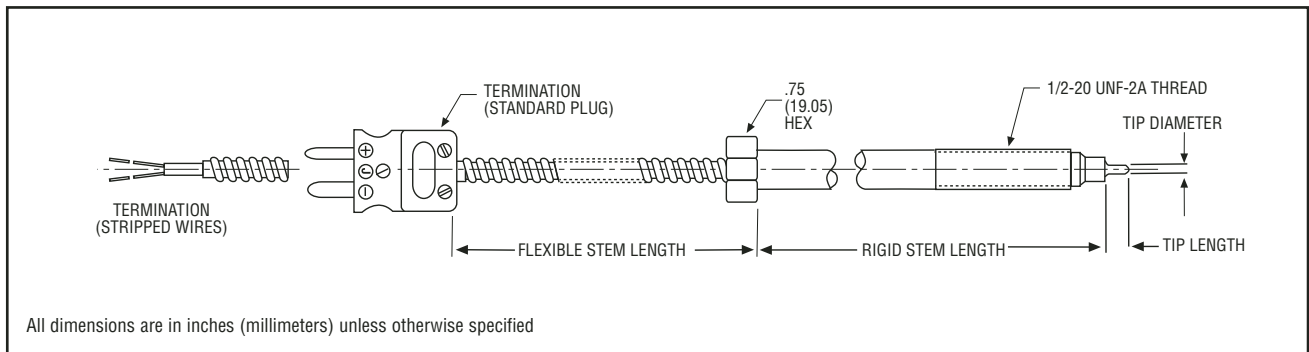 TERMINATION
(STANDARD PLUG)
.75
(19.05)
HEX
1/2-20 UNF-2A THREAD
TIP DIAMETER
TERMINATION
(STRIPPED WIRES)
+
J
–
FLEXIBLE STEM LENGTH
RIGID STEM LENGTH
TIP LENGTH
All dimensions are in inches (millimeters) unless otherwise specified